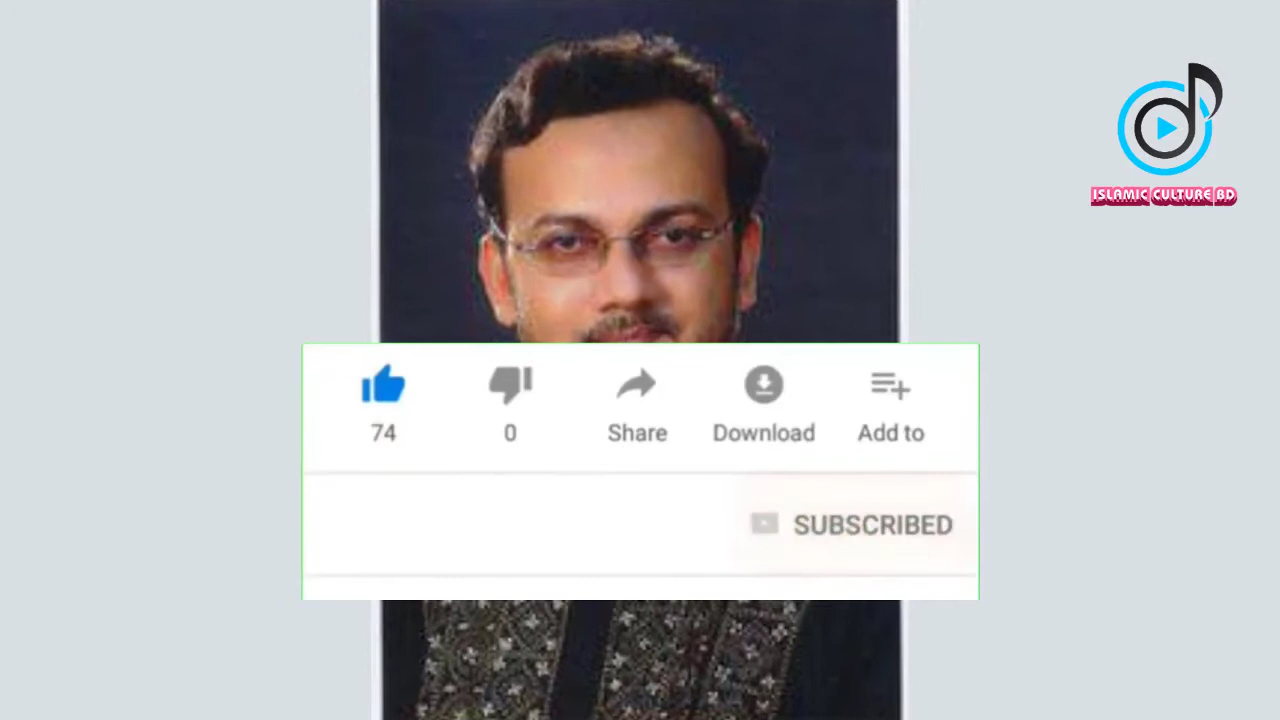 ISLAMIC CULTURE BD
74
0
Share
Download
Add to
SUBSCRIBED